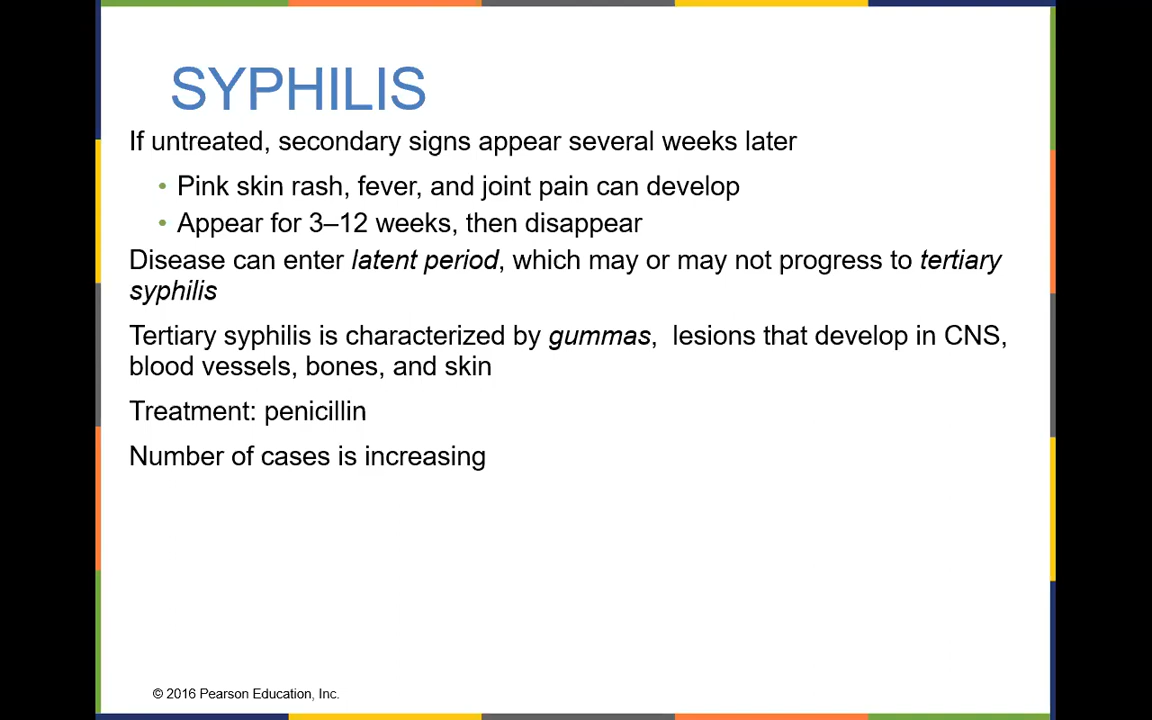 SYPHILIS
If untreated, secondary signs appear several weeks later
• Pink skin rash, fever, and joint pain can develop
• Appear for 3–12 weeks, then disappear
Disease can enter latent period, which may or may not progress to tertiary
syphilis
Tertiary syphilis is characterized by gummas,  lesions that develop in CNS,
blood vessels, bones, and skin
Treatment: penicillin
Number of cases is increasing
© 2016 Pearson Education, Inc.